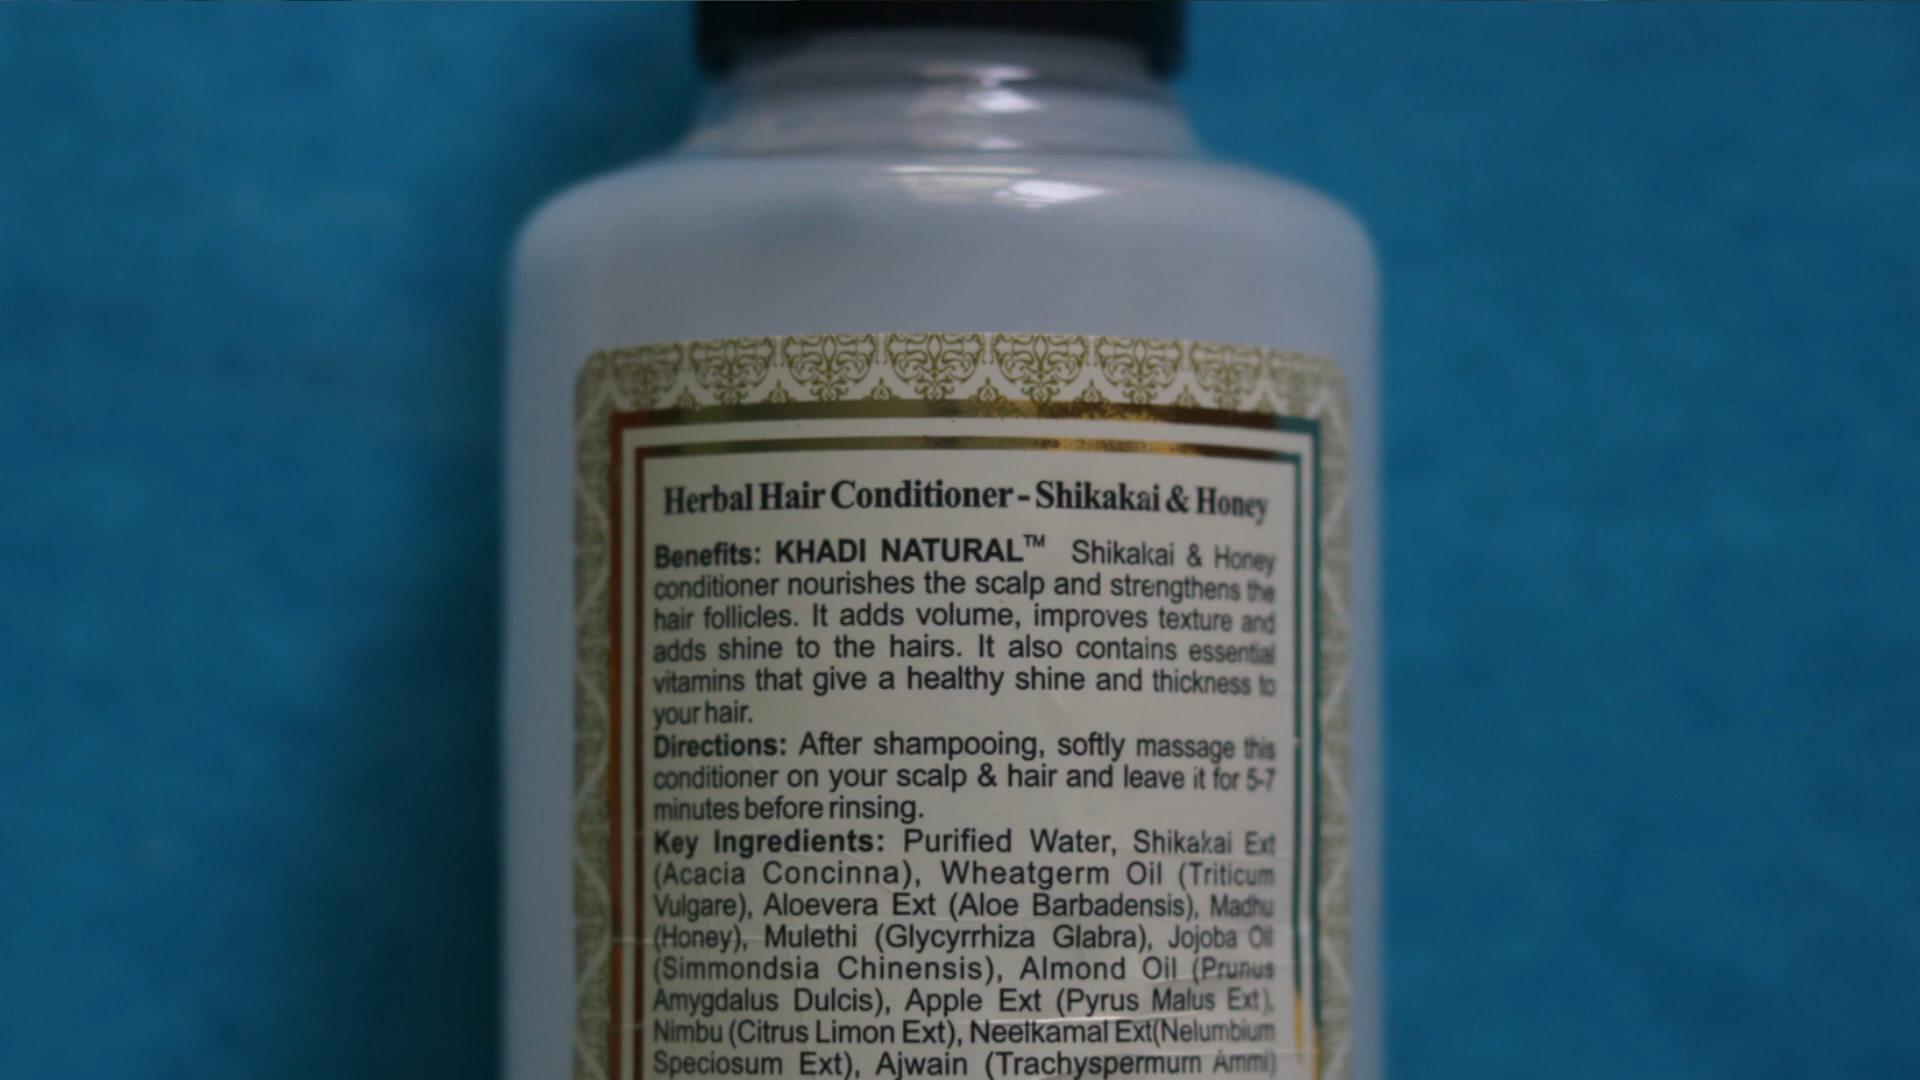 Herbal Hair Conditioner - Shikakai & Honey
Benefits: KHADI NATURAL™ Shikakai & Honey
conditioner nourishes the scalp and strengthens the
hair follicles. It adds volume, improves texture and
adds shine to the hairs. It also contains essential
vitamins that give a healthy shine and thickness to
your hair.
Directions: After shampooing, softly massage this
conditioner on your scalp & hair and leave it for 5-7
minutes before rinsing.
Key Ingredients: Purified Water, Shikakai Ext
(Acacia Concinna), Wheatgerm Oil (Triticum
Vulgare), Aloevera Ext (Aloe Barbadensis), Madhu
(Honey), Mulethi (Glycyrrhiza Glabra), Jojoba Oil
(Simmondsia Chinensis), Almond Oil (Prunus
Amygdalus Dulcis), Apple Ext (Pyrus Malus Ext),
Nimbu (Citrus Limon Ext), Neelkamal Ext(Nelumbium
Speciosum Ext), Ajwain (Trachyspermum Ammi)